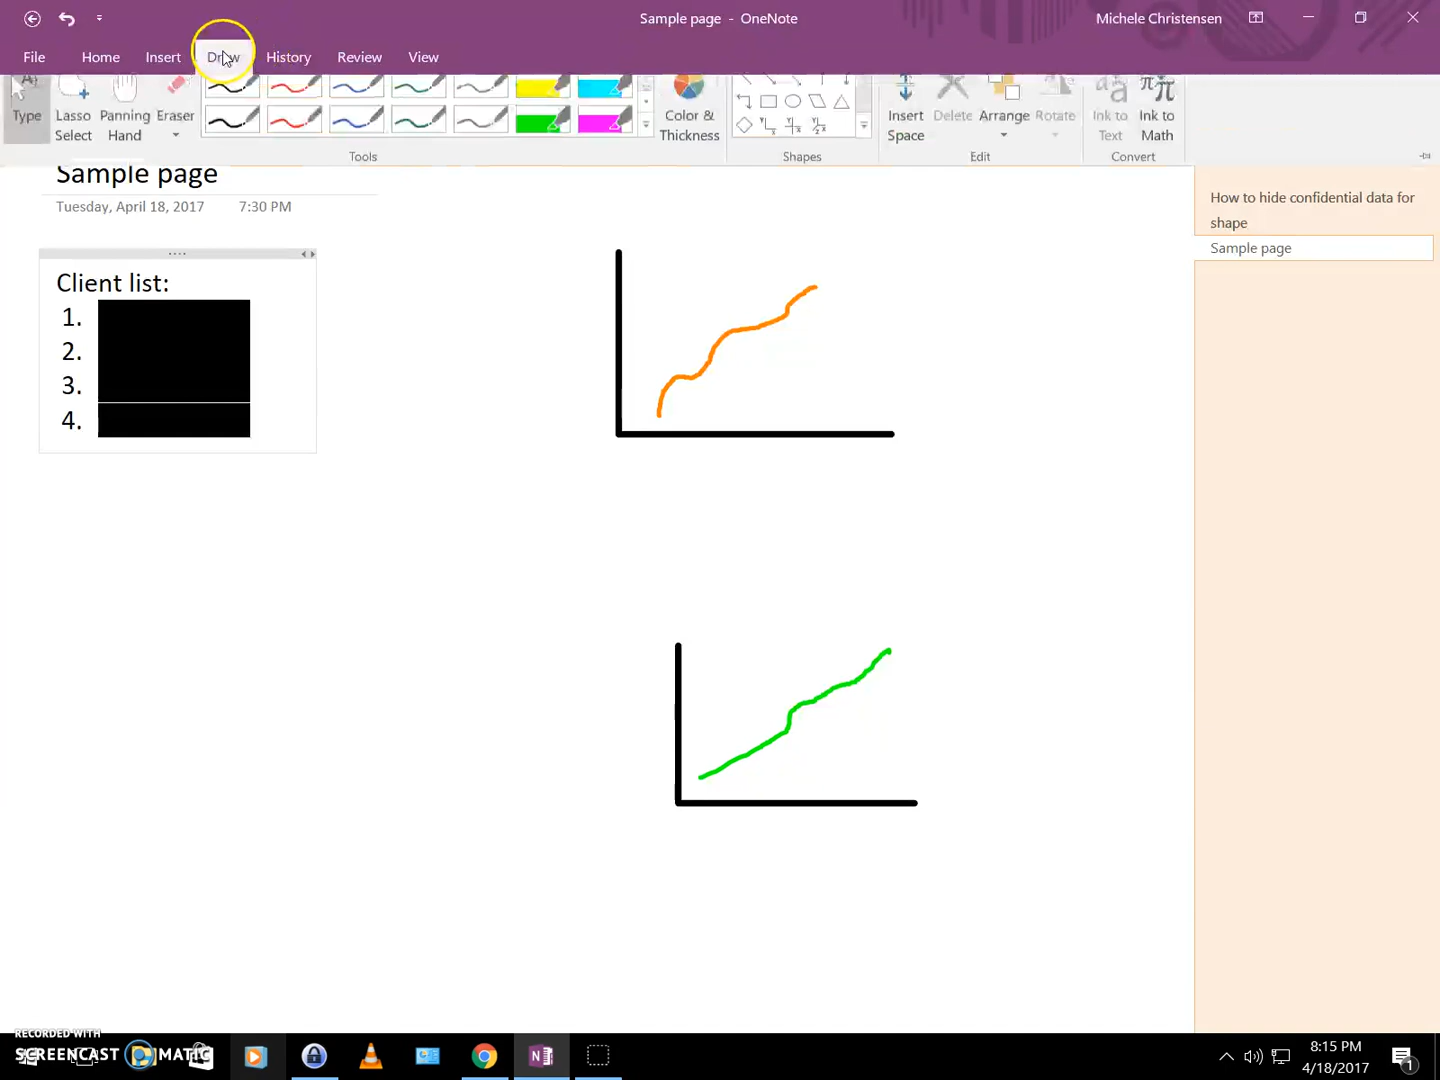 Sample page - OneNote
Michele Christensen
File
Home
Insert
Draw
History
Review
View
Type
Lasso
Select
Panning
Hand
Eraser
Color &
Thickness
Insert
Space
Delete
Arrange
Rotate
Ink to
Text
Ink to
Math
Tools
Shapes
Edit
Convert
Sample page
Tuesday, April 18, 2017
7:30 PM
Client list:
1.
2.
3.
4.
How to hide confidential data for
shape
Sample page
RECORDED WITH
SCREENCAST MATIC
8:15 PM
4/18/2017
1